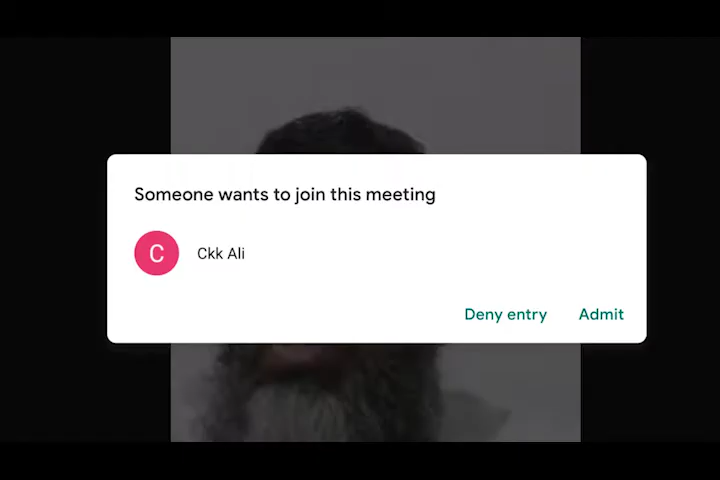 Someone wants to join this meeting
C
Ckk Ali
Deny entry
Admit